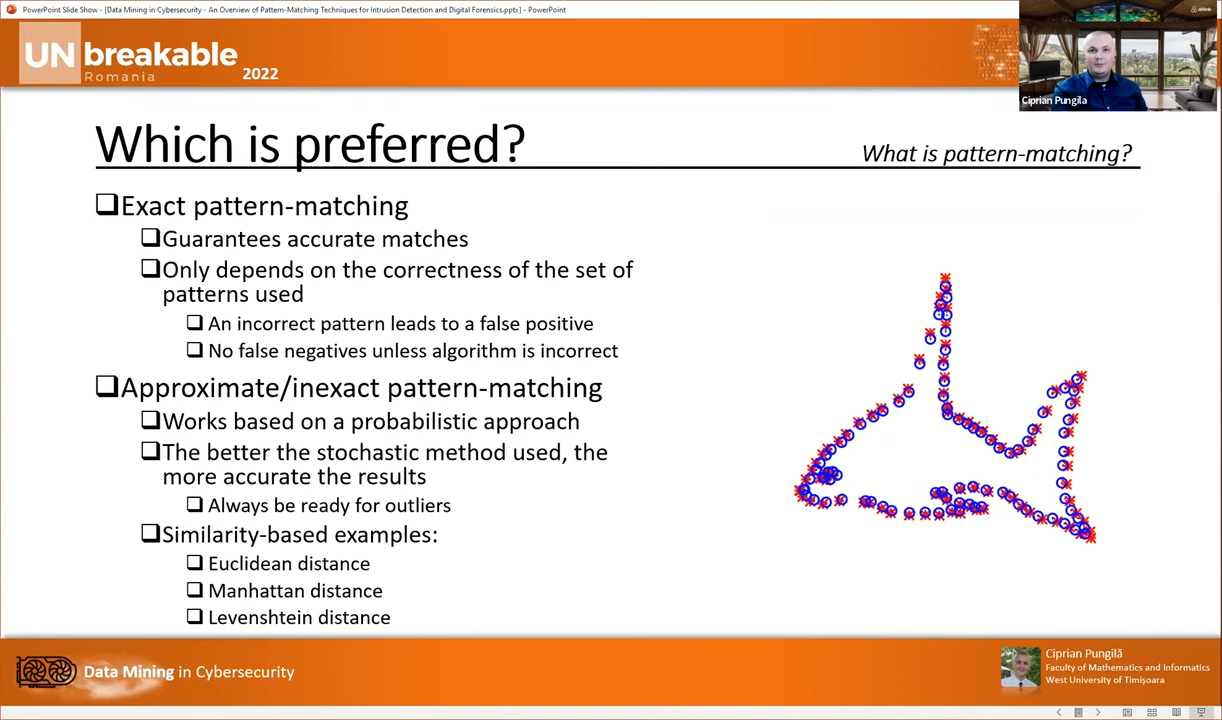 PowerPoint Slide Show - [Data Mining in Cybersecurity - An Overview of Pattern-Matching Techniques for Intrusion Detection and Digital Forensics.pptx] - PowerPoint
UN breakable
Romania
2022
Ciprian Pungila
Which is preferred?
What is pattern-matching?
Exact pattern-matching
Guarantees accurate matches
Only depends on the correctness of the set of
patterns used
An incorrect pattern leads to a false positive
No false negatives unless algorithm is incorrect
Approximate/inexact pattern-matching
Works based on a probabilistic approach
The better the stochastic method used, the
more accurate the results
Always be ready for outliers
Similarity-based examples:
Euclidean distance
Manhattan distance
Levenshtein distance
Data Mining in Cybersecurity
Ciprian Pungilă
Faculty of Mathematics and Informatics
West University of Timișoara